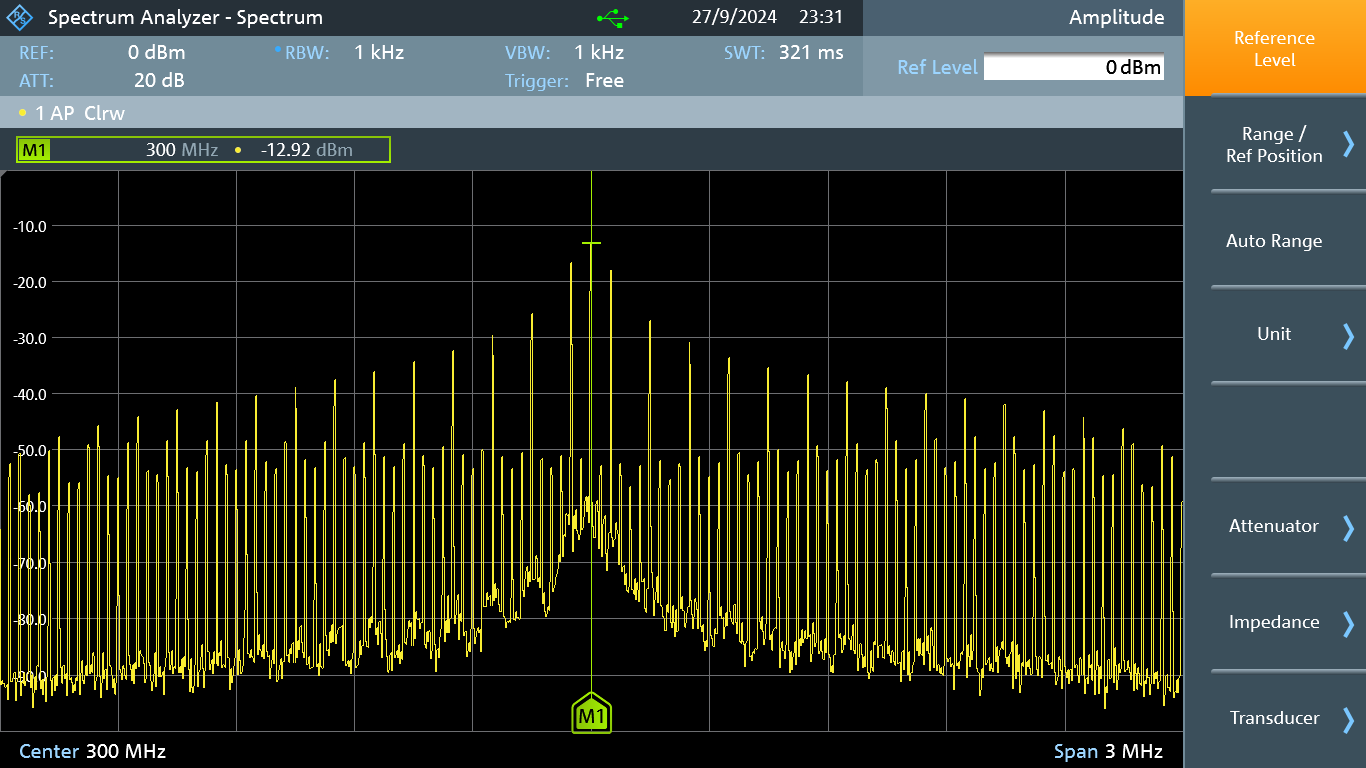 Spectrum Analyzer - Spectrum 27/9/2024 23:31 Amplitude
REF: 0 dBm RBW: 1 kHz VBW: 1 kHz SWT: 321 ms
ATT: 20 dB Trigger: Free
Ref Level 0 dBm
1 AP Clrw
M1 300 MHz -12.92 dBm
-10.0
-20.0
-30.0
-40.0
-50.0
-60.0
-70.0
-80.0
-90.0
M1
Center 300 MHz Span 3 MHz
Reference
Level
Range /
Ref Position
Auto Range
Unit
Attenuator
Impedance
Transducer